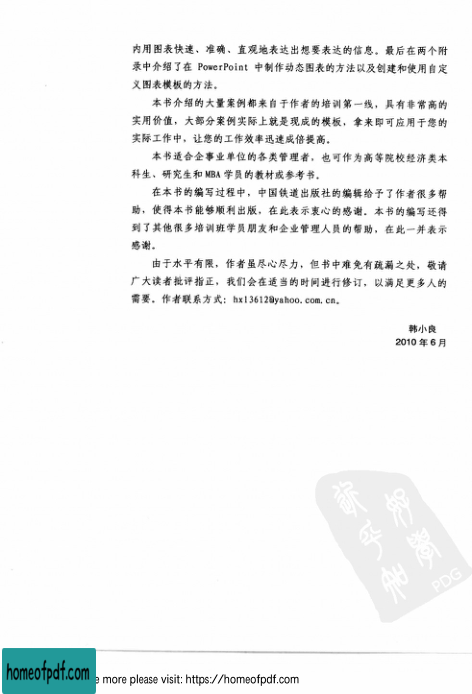 内用图表快速、准确、直观地表达出想要表达的信息。最后在两个附
录中介绍了在 PowerPoint 中制作动态图表的方法以及创建和使用自定
义图表模板的方法。
本书介绍的大量案例都来自于作者的培训第一线，具有非常高的
实用价值，大部分案例实际上就是现成的模板，拿来即可应用于您的
实际工作中，让您的工作效率迅速成倍提高。
本书适合企事业单位的各类管理者，也可作为高等院校经济类本
科生、研究生和MBA 学员的教材或参考书。
在本书的编写过程中，中国铁道出版社的编辑给予了作者很多帮
助，使得本书能够顺利出版，在此表示衷心的感谢。本书的编写还得
到了其他很多培训班学员朋友和企业管理人员的帮助，在此一并表示
感谢。
由于水平有限，作者虽尽心尽力，但书中难免有疏漏之处，敬请
广大读者批评指正，我们会在适当的时间进行修订，以满足更多人的
需要。作者联系方式：hxl3612@yahoo.com.cn。
韩小良
2010 年 6 月
PDG
homeofpdf.com
e more please visit: https://homeofpdf.com